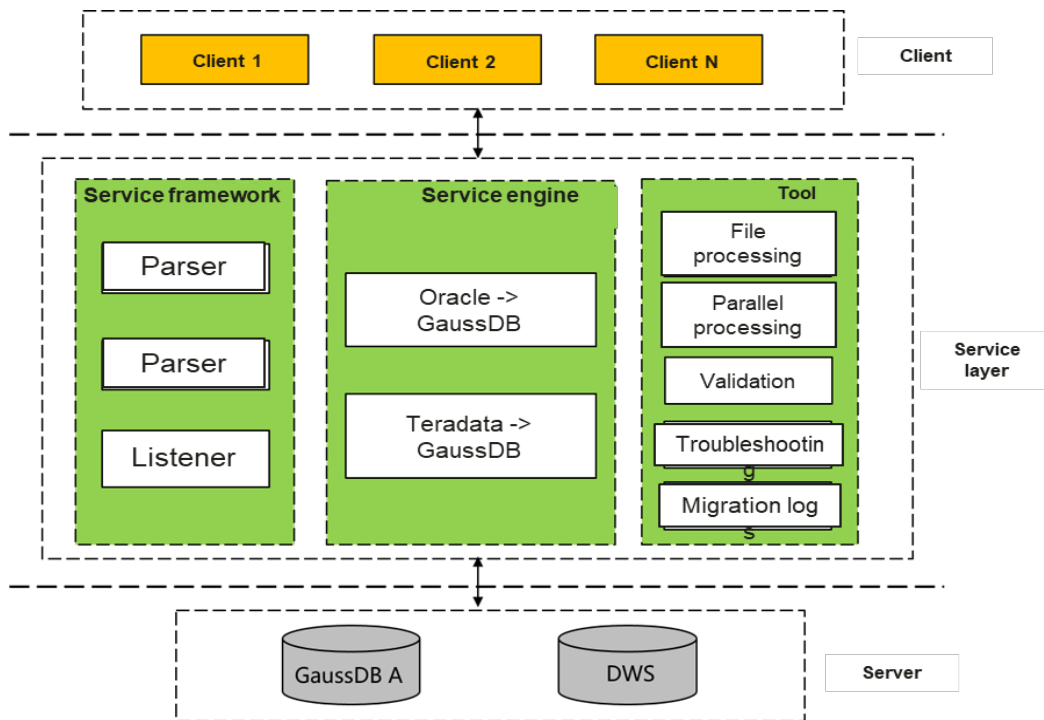 Client 1
Client 2
Client N
Client
Service framework
Parser
Parser
Listener
Service engine
Oracle ->
GaussDB
Teradata ->
GaussDB
Tool
File
processing
Parallel
processing
Validation
Troubleshootin
g
Migration log
s
Service
layer
GaussDB A
DWS
Server